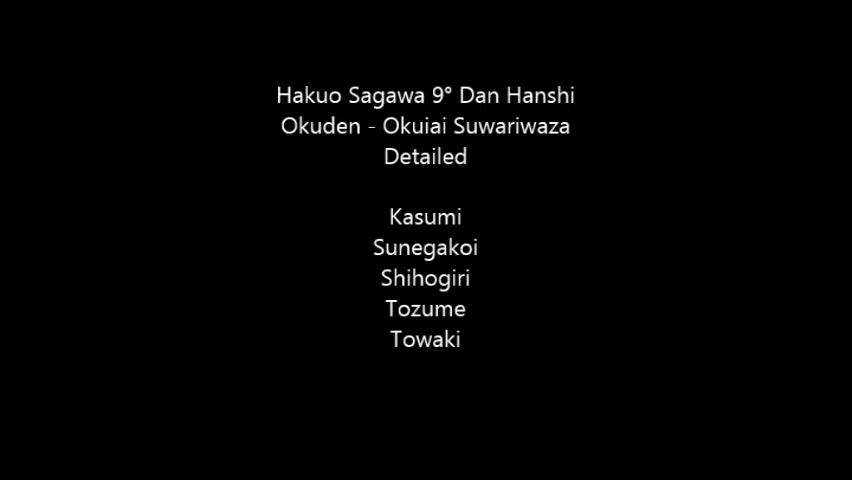 Hakuo Sagawa 9° Dan Hanshi
Okuden - Okuiai Suwariwaza
Detailed
Kasumi
Sunegakoi
Shihogiri
Tozume
Towaki